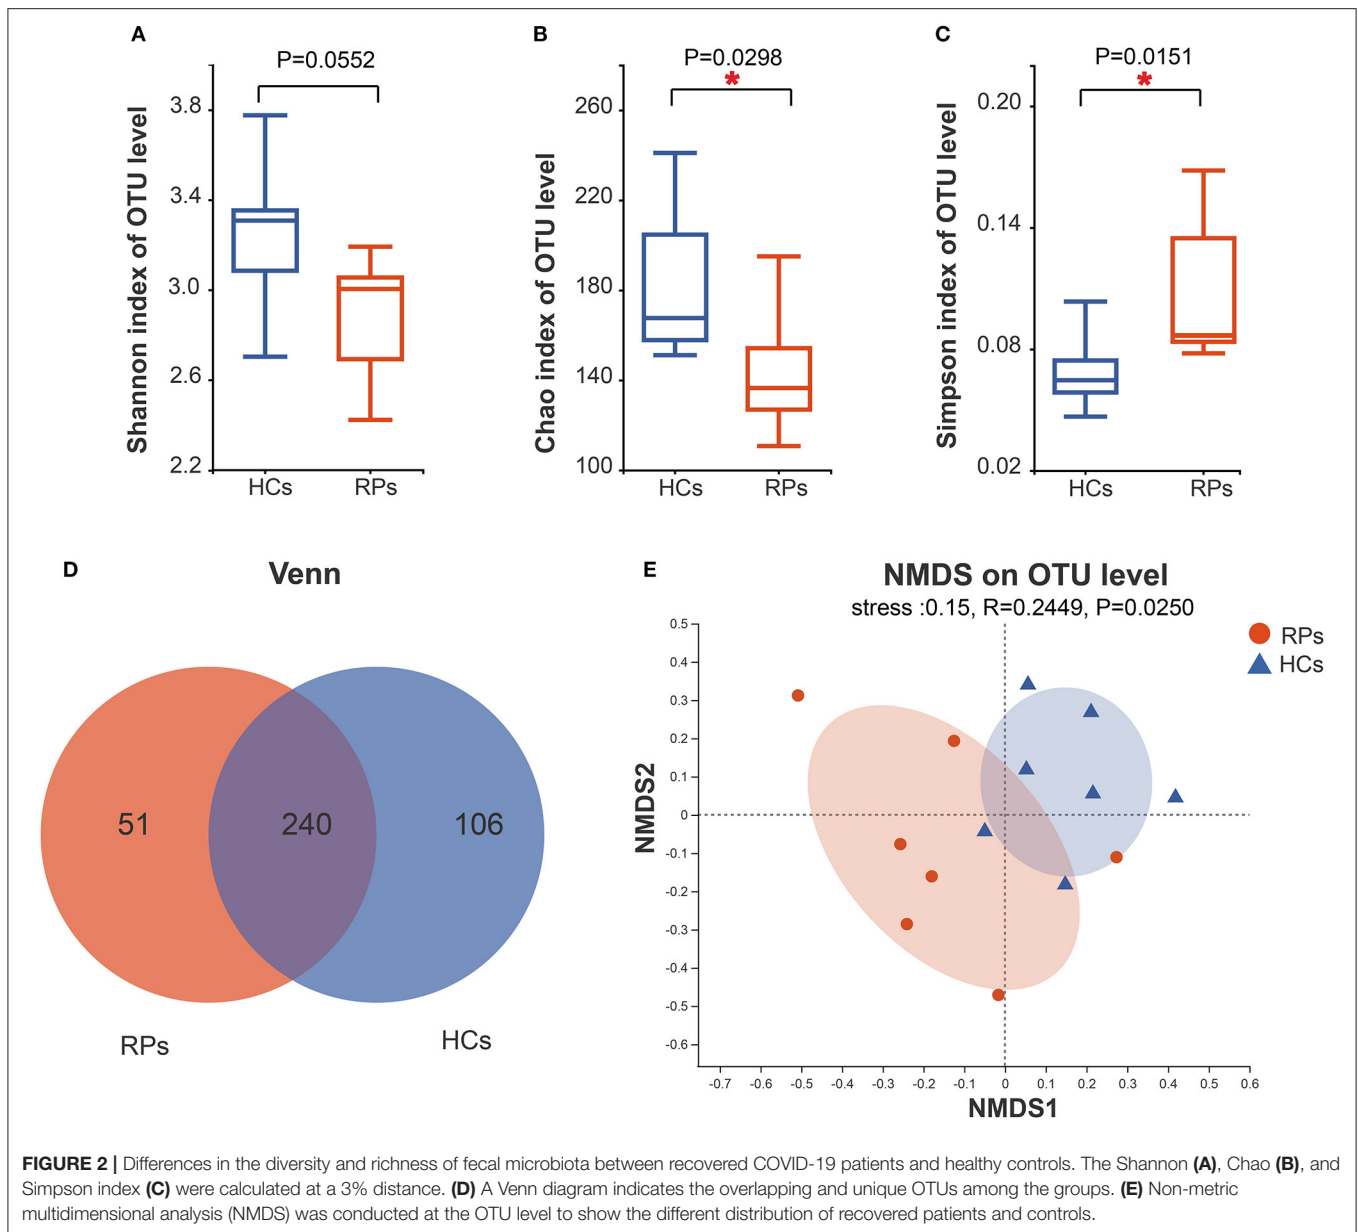 A
P=0.0552
Shannon index of OTU level
3.8
3.4
3.0
2.6
2.2
HCs RPs
B
P=0.0298
*
Chao index of OTU level
260
220
180
140
100
HCs RPs
C
P=0.0151
*
Simpson index of OTU level
0.20
0.14
0.08
0.02
HCs RPs
D
Venn
51 240 106
RPs HCs
E
NMDS on OTU level
stress :0.15, R=0.2449, P=0.0250
RPs
HCs
NMDS2
0.5
0.4
0.3
0.2
0.1
0
-0.1
-0.2
-0.3
-0.4
-0.5
-0.6
-0.7 -0.6 -0.5 -0.4 -0.3 -0.2 -0.1 0 0.1 0.2 0.3 0.4 0.5 0.6
NMDS1
FIGURE 2 | Differences in the diversity and richness of fecal microbiota between recovered COVID-19 patients and healthy controls. The Shannon (A), Chao (B), and
Simpson index (C) were calculated at a 3% distance. (D) A Venn diagram indicates the overlapping and unique OTUs among the groups. (E) Non-metric
multidimensional analysis (NMDS) was conducted at the OTU level to show the different distribution of recovered patients and controls.